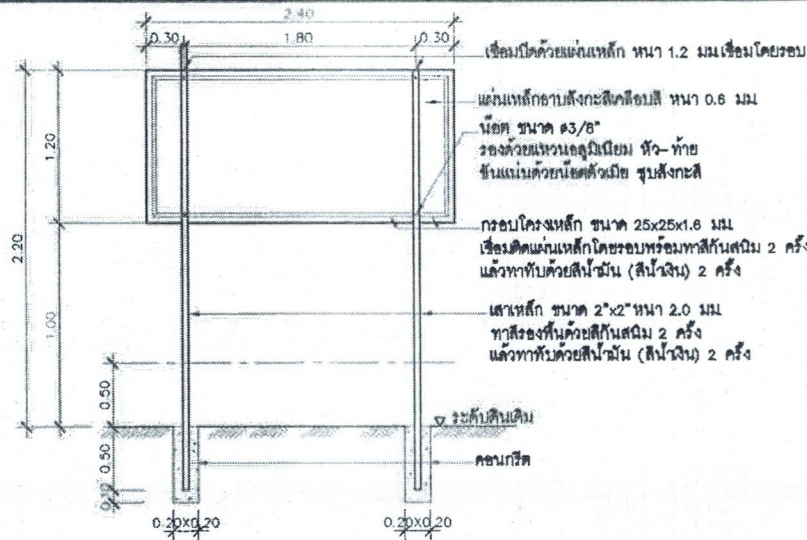 2.40
0.30 1.80 0.30
เชื่อมปิดด้วยแผ่นเหล็ก หนา 1.2 มม.เชื่อมโดยรอบ
แผ่นเหล็กอาบสังกะสีเคลือบสี หนา 0.6 มม
น๊อต ขนาด ø3/8"
รองด้วยแหวนอลูมิเนียม หัว-ท้าย
ขันแน่นด้วยน๊อตตัวเมีย ชุบสังกะสี
1.20
กรอบโครงเหล็ก ขนาด 25x25x1.6 มม
เชื่อมติดแผ่นเหล็กโดยรอบพร้อมทาสีกันสนิม 2 ครั้ง
แล้วทาทับด้วยสีน้ำมัน (สีน้ำเงิน) 2 ครั้ง
2.20
1.00
เสาเหล็ก ขนาด 2"x2" หนา 2.0 มม
ทาสีรองพื้นด้วยสีกันสนิม 2 ครั้ง
แล้วทาทับด้วยสีน้ำมัน (สีน้ำเงิน) 2 ครั้ง
0.50
ระดับดินเดิม
0.50
คอนกรีต
0.20X0.20 0.20X0.20